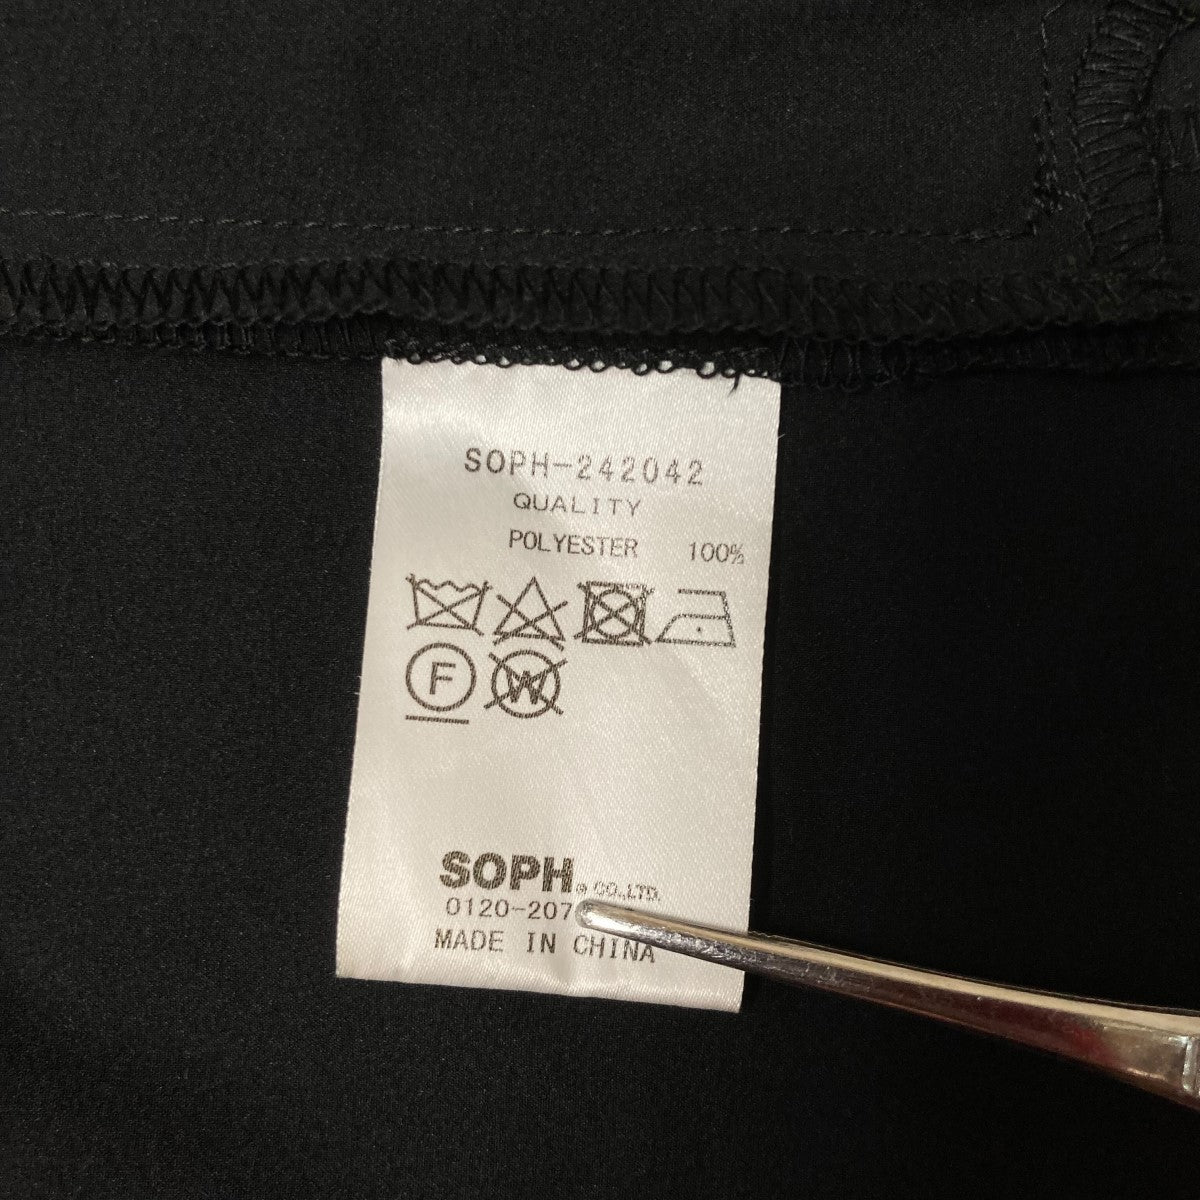 SOPH-242042
QUALITY
POLYESTER 100%
F
W
SOPH.® CO.,LTD.
0120-207
MADE IN CHINA